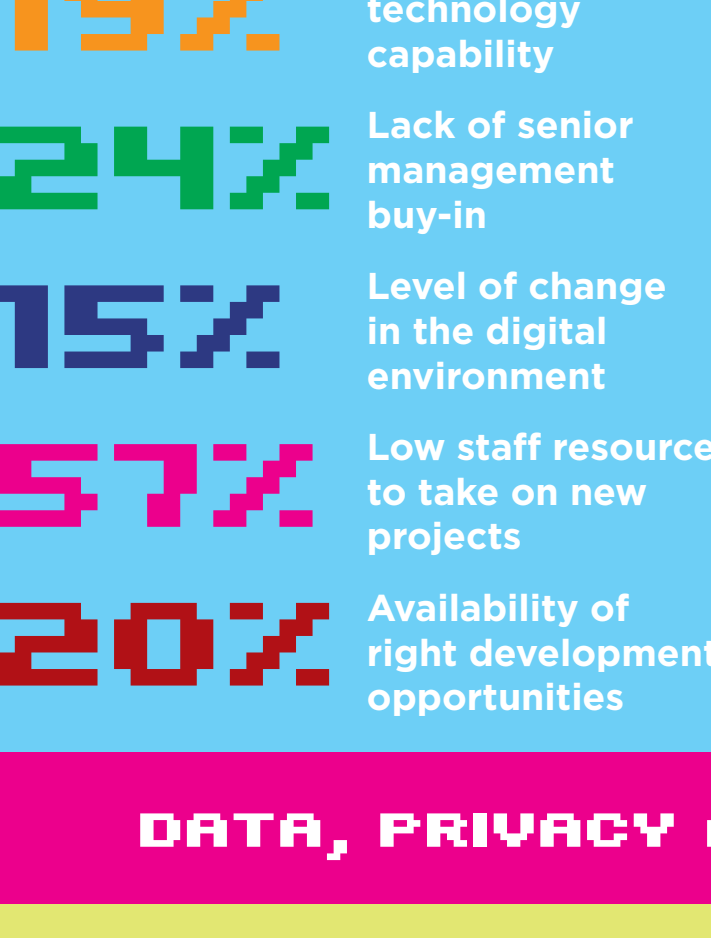 technology
capability
24%
Lack of senior
management
buy-in
15%
Level of change
in the digital
environment
57%
Low staff resource
to take on new
projects
20%
Availability of
right development
opportunities
DATA, PRIVACY